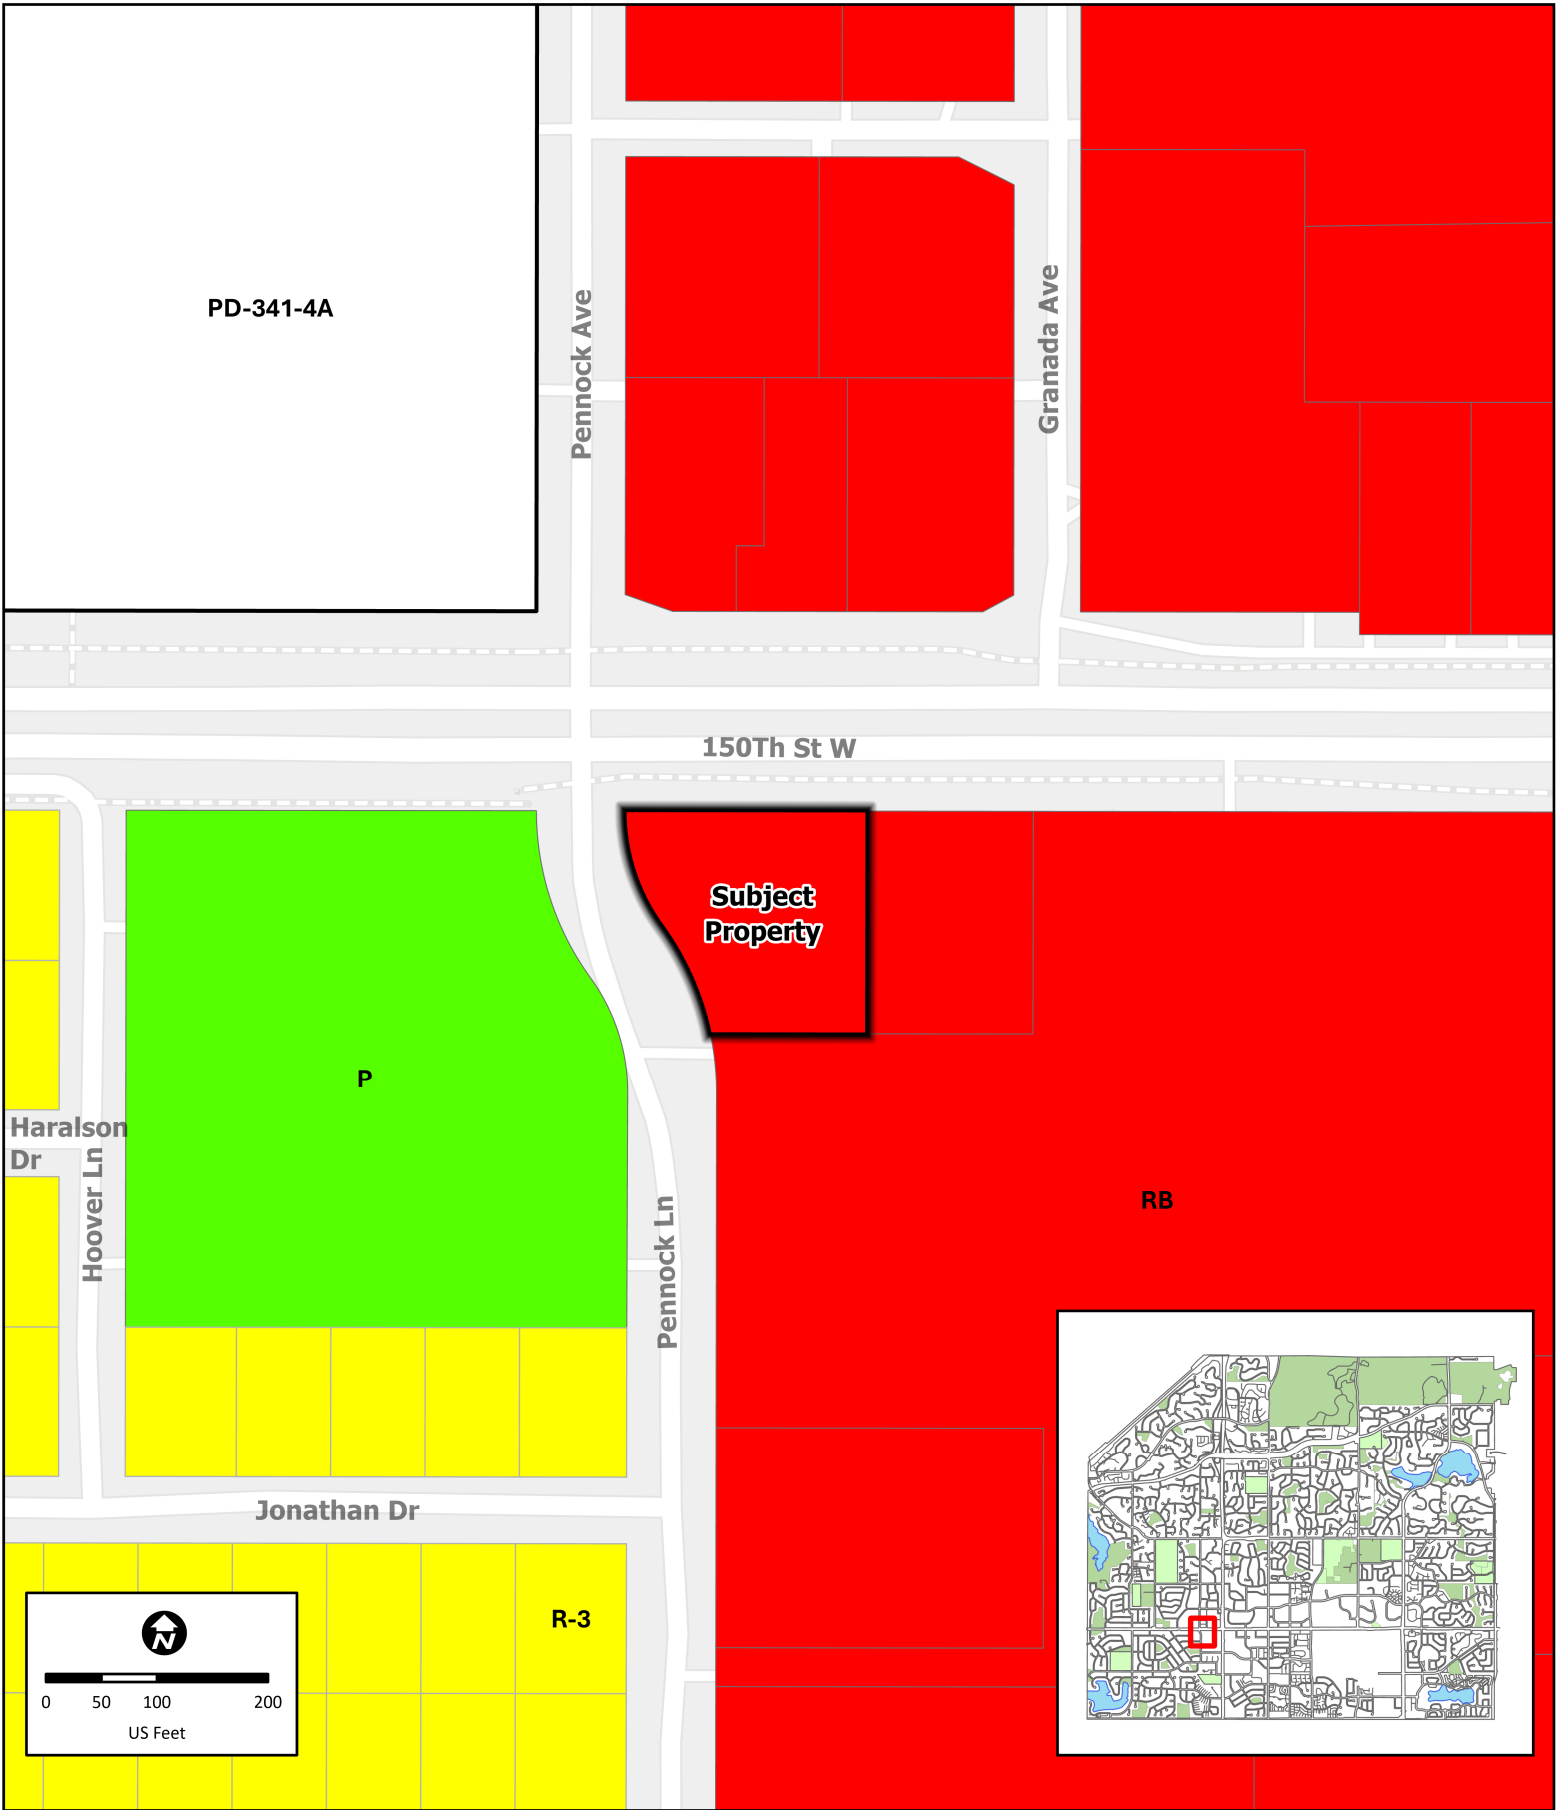 PD-341-4A
Pennock Ave
Granada Ave
150Th St W
Subject
Property
P
Haralson
Dr
Hoover Ln
Pennock Ln
RB
Jonathan Dr
R-3
N
0 50 100 200
US Feet